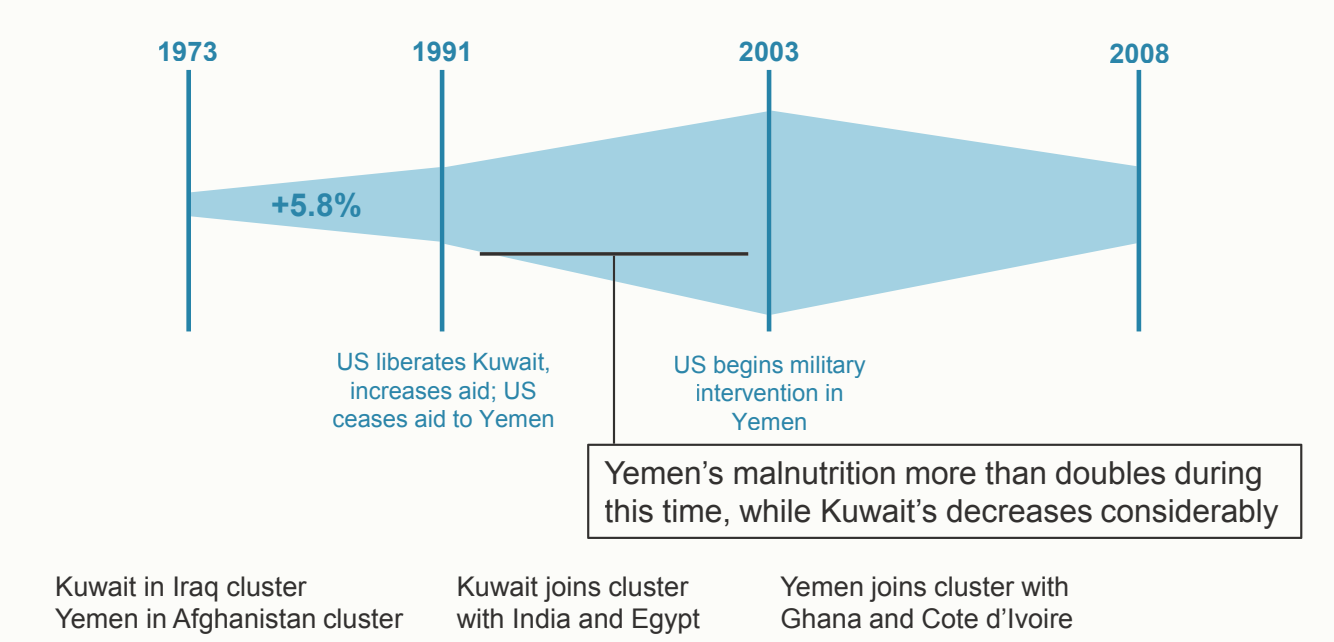 1973
1991
2003
2008
+5.8%
US liberates Kuwait,
increases aid; US
ceases aid to Yemen
US begins military
intervention in
Yemen
Yemen's malnutrition more than doubles during
this time, while Kuwait's decreases considerably
Kuwait in Iraq cluster
Yemen in Afghanistan cluster
Kuwait joins cluster
with India and Egypt
Yemen joins cluster with
Ghana and Cote d'Ivoire